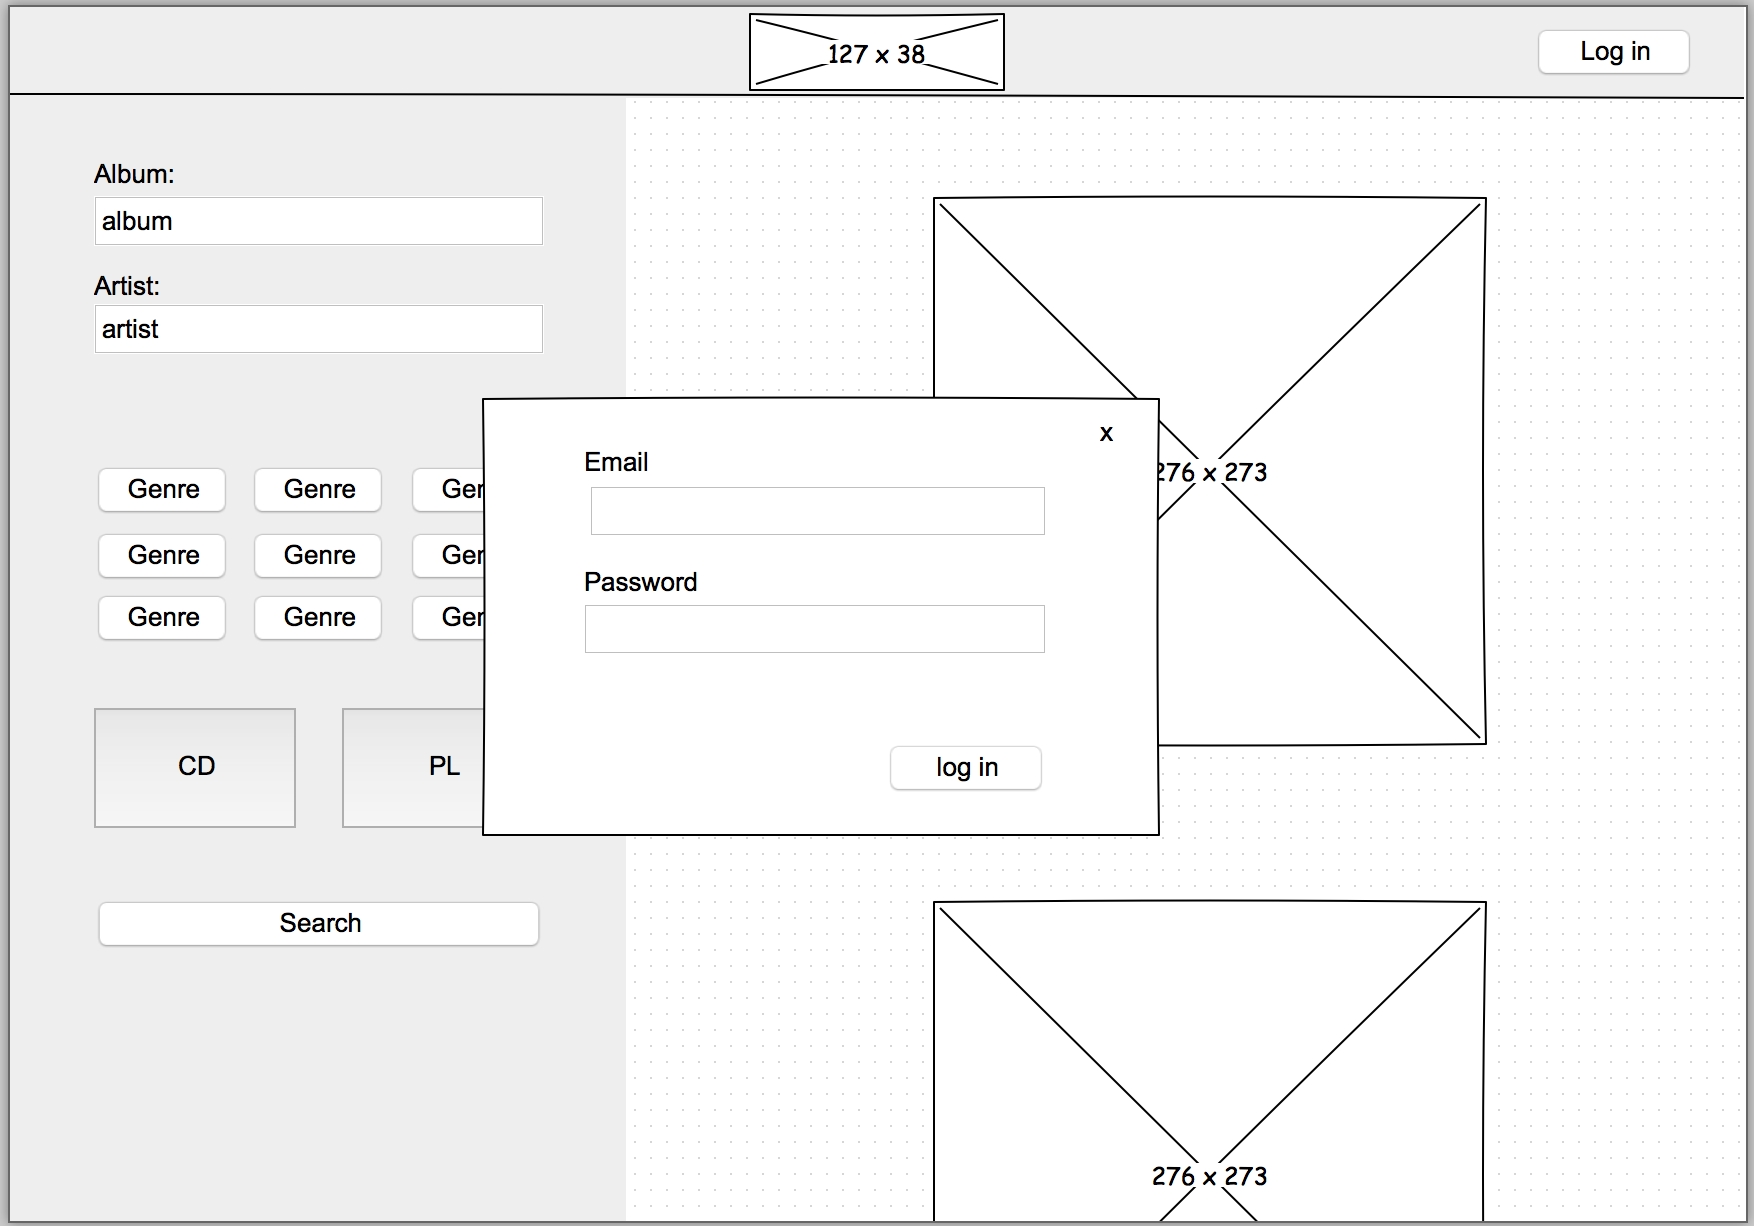 127 x 38
Log in
Album:
album
Artist:
artist
Genre Genre Ger
Genre Genre Ger
Genre Genre Ger
CD PL
Search
x
Email
Password
log in
276 x 273
276 x 273